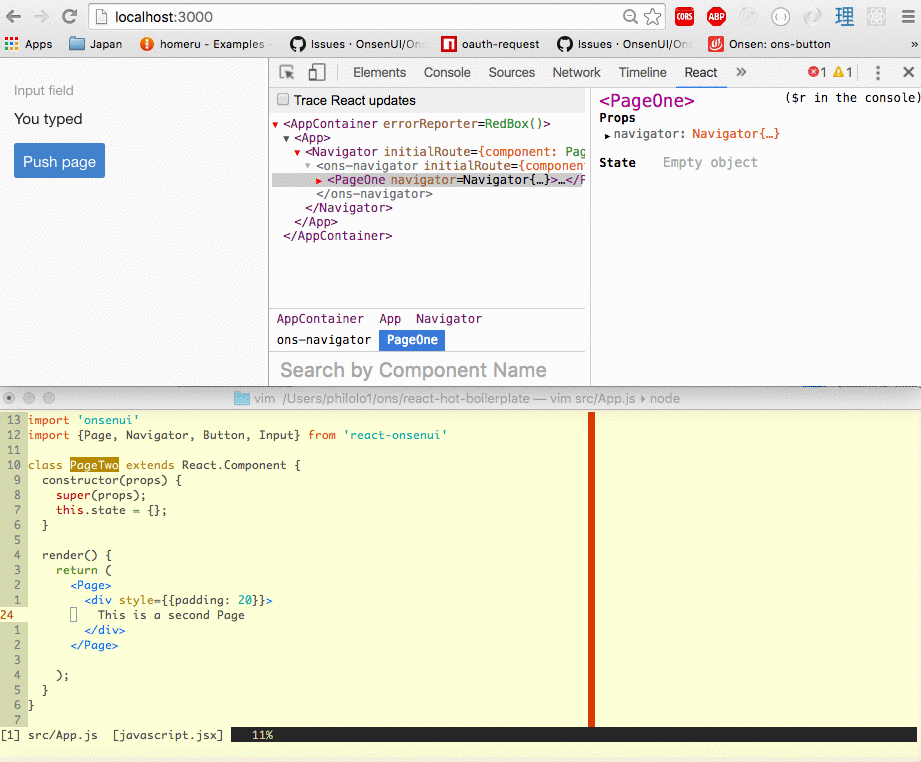 localhost:3000
CORS
ABP
理
Apps
Japan
homeru - Examples -
Issues · OnsenUI/Ons
oauth-request
Issues · OnsenUI/Ons
Onsen: ons-button
»
Input field
You typed
Push page
Elements
Console
Sources
Network
Timeline
React
»
1
1
Trace React updates
<AppContainer errorReporter=RedBox()>
<App>
<Navigator initialRoute={component: Pag
<ons-navigator initialRoute={componen
<PageOne navigator=Navigator{…}>…</P
</ons-navigator>
</Navigator>
</App>
</AppContainer>
AppContainer App Navigator
ons-navigator PageOne
Search by Component Name
<PageOne>
($r in the console)
Props
navigator: Navigator{…}
State Empty object
vim /Users/philolo1/ons/react-hot-boilerplate — vim src/App.js ▸ node
13 import 'onsenui'
12 import {Page, Navigator, Button, Input} from 'react-onsenui'
11
10 class PageTwo extends React.Component {
9 constructor(props) {
8 super(props);
7 this.state = {};
6 }
5
4 render() {
3 return (
2 <Page>
1 <div style={{padding: 20}}>
24 This is a second Page
1 </div>
2 </Page>
3
4 );
5 }
6 }
7
[1] src/App.js [javascript.jsx] 11%